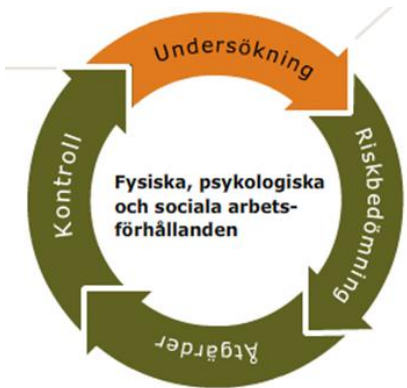 Undersökning
Riskbedömning
Åtgärder
Kontroll
Fysiska, psykologiska
och sociala arbets-
förhållanden